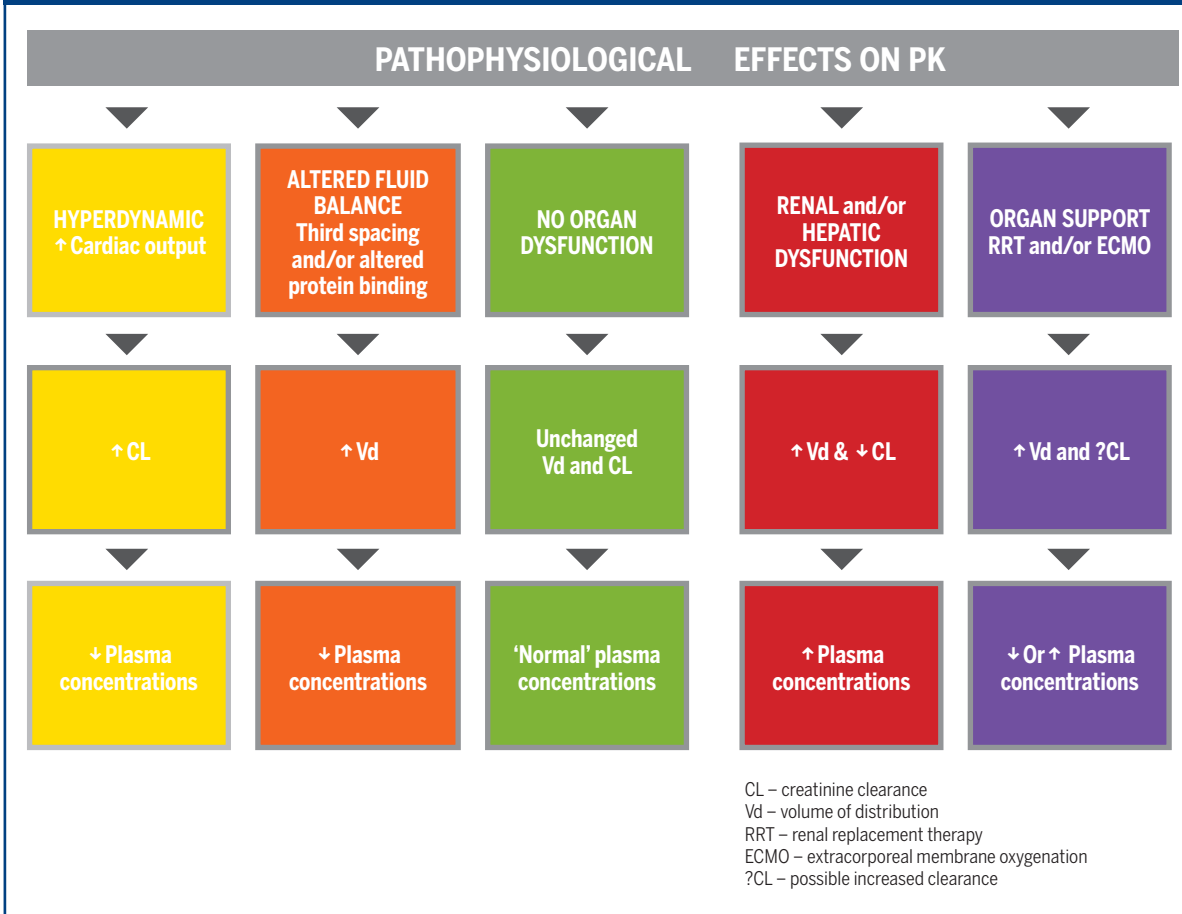 PATHOPHYSIOLOGICAL EFFECTS ON PK
HYPERDYNAMIC
↑ Cardiac output
ALTERED FLUID
BALANCE
Third spacing
and/or altered
protein binding
NO ORGAN
DYSFUNCTION
RENAL and/or
HEPATIC
DYSFUNCTION
ORGAN SUPPORT
RRT and/or ECMO
↑ CL
↑ Vd
Unchanged
Vd and CL
↑ Vd & ↓ CL
↑ Vd and ?CL
↓ Plasma
concentrations
↓ Plasma
concentrations
‘Normal’ plasma
concentrations
↑ Plasma
concentrations
↓ Or ↑ Plasma
concentrations
CL – creatinine clearance
Vd – volume of distribution
RRT – renal replacement therapy
ECMO – extracorporeal membrane oxygenation
?CL – possible increased clearance